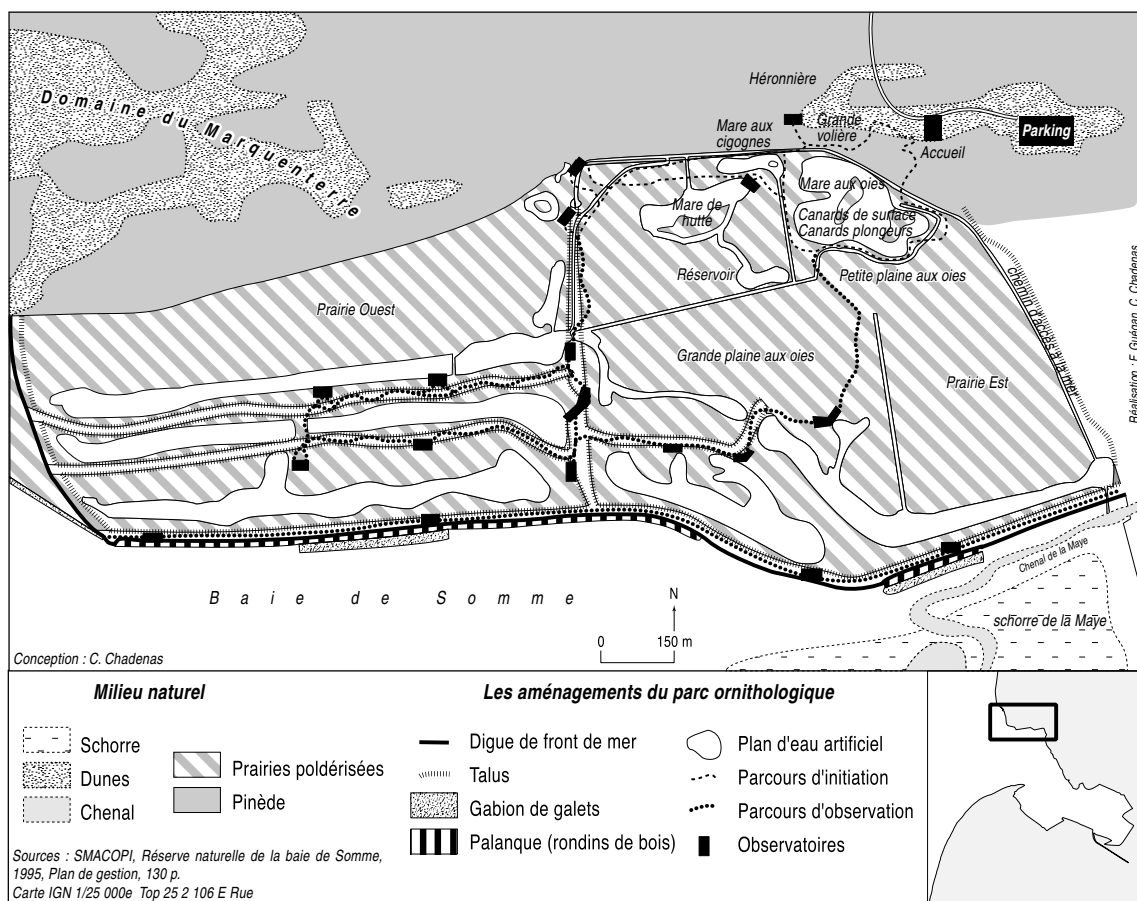 Domaine du Marquenterre
Héronnière
Mare aux
cigognes
Grande
volière
Accueil
Parking
Mare aux oies
Canards de surface
Canards plongeurs
Mare de
hutte
Réservoir
Petite plaine aux oies
Prairie Ouest
Grande plaine aux oies
Prairie Est
chemin d'accès à la mer
Réalisation : F. Guégan, C. Chadenas
Chenal de la Maye
schorre de la Maye
Baie de Somme
N
0 150 m
Conception : C. Chadenas
Milieu naturel
Schorre
Dunes
Chenal
Prairies poldérisées
Pinède
Les aménagements du parc ornithologique
Digue de front de mer
Talus
Gabion de galets
Palanque (rondins de bois)
Plan d'eau artificiel
Parcours d'initiation
Parcours d'observation
Observatoires
Sources : SMACOPI, Réserve naturelle de la baie de Somme,
1995, Plan de gestion, 130 p.
Carte IGN 1/25 000e Top 25 2 106 E Rue